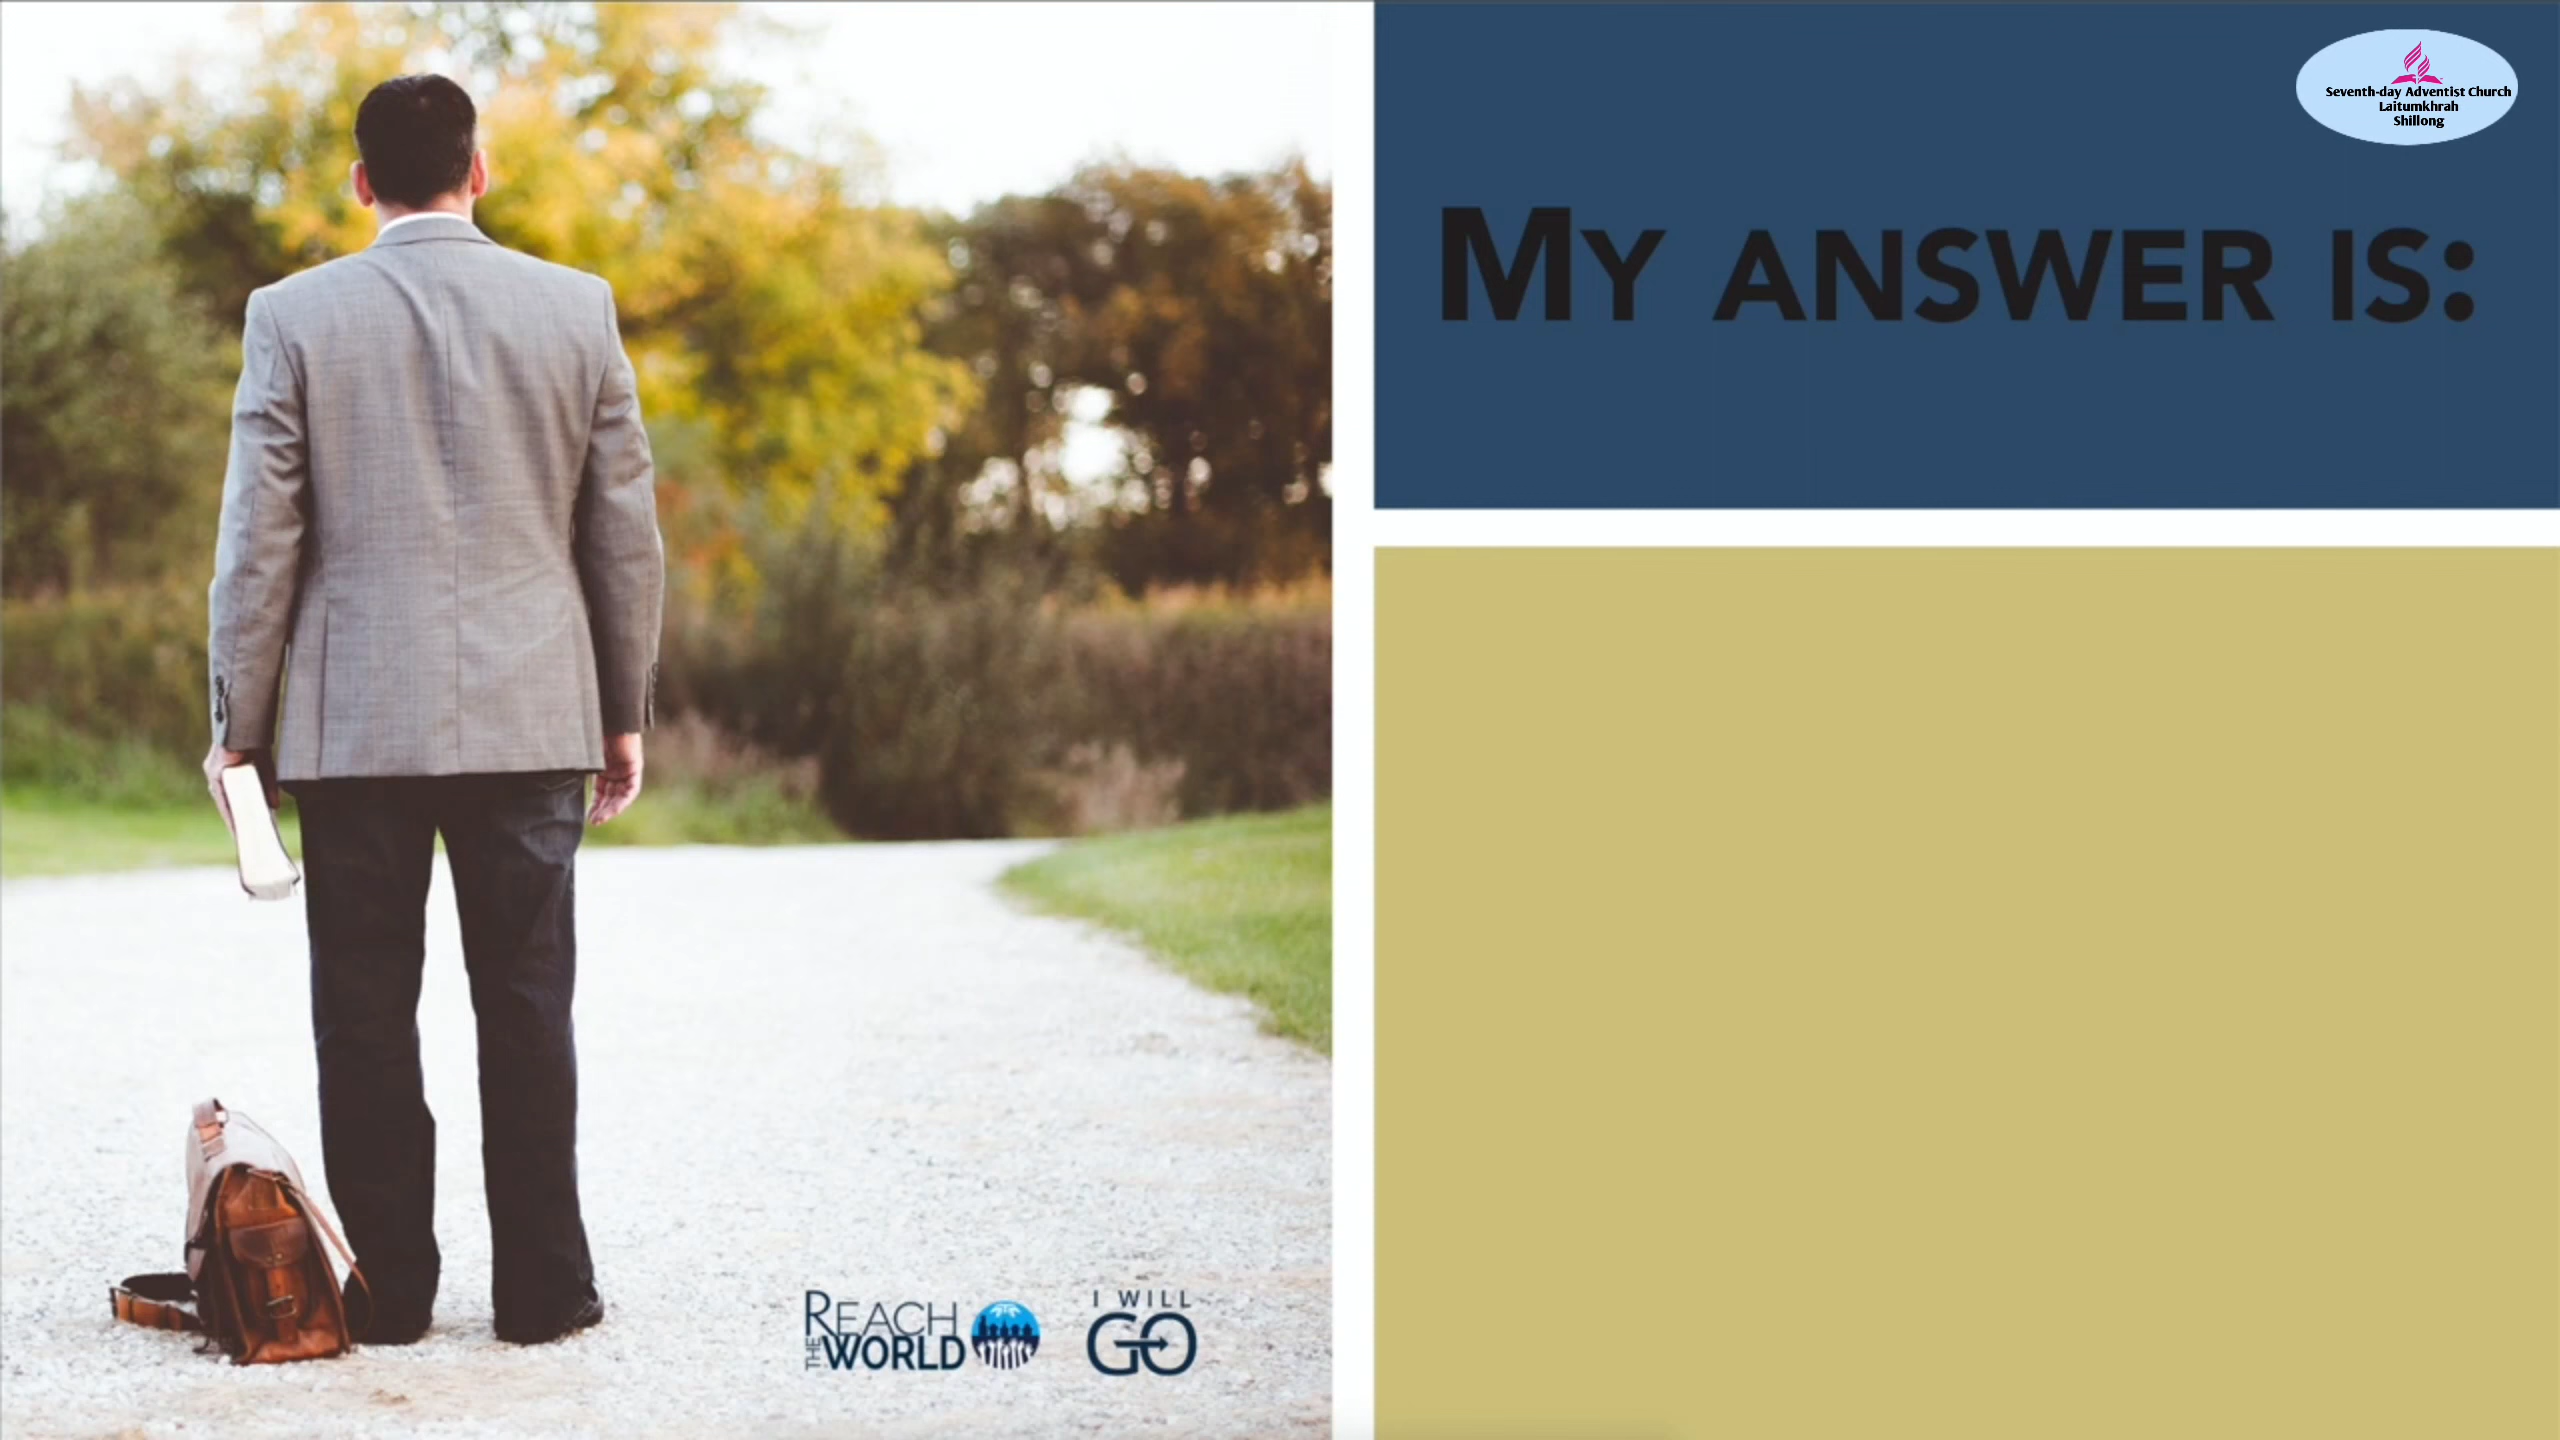 Seventh-day Adventist Church
Laitumkhrah
Shillong
MY ANSWER IS:
REACH
THE WORLD
I WILL
GO